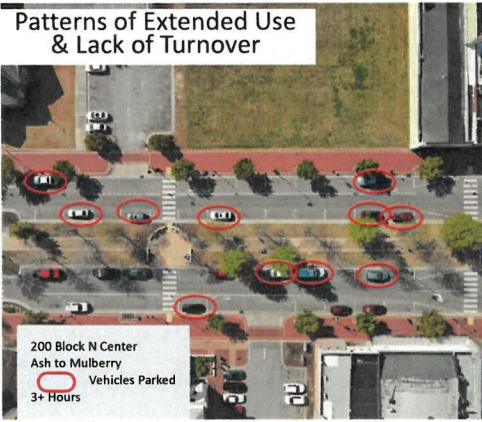 Patterns of Extended Use
& Lack of Turnover
200 Block N Center
Ash to Mulberry
Vehicles Parked
3+ Hours